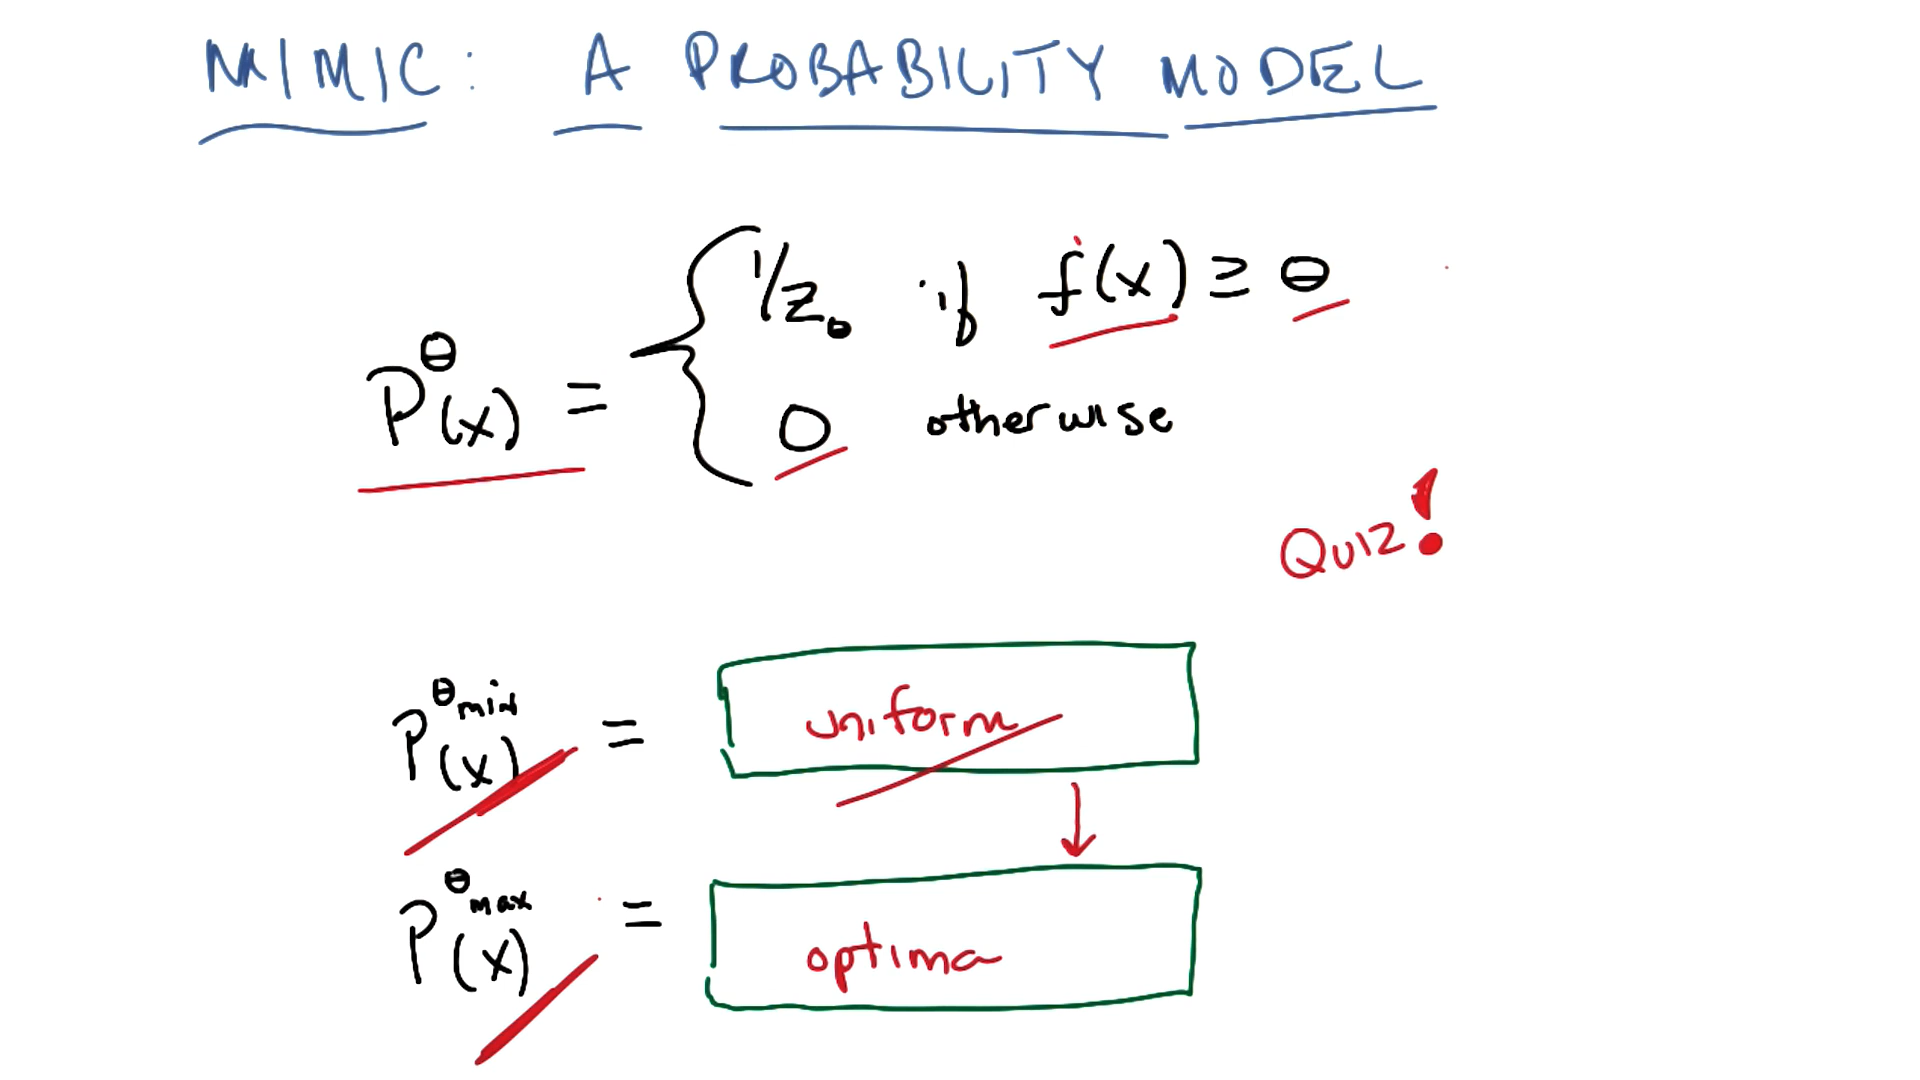 MIMIC: A PROBABILITY MODEL
P^θ(x) = { 1/z_θ if f(x) ≥ θ
0 otherwise
Quiz!
P^θmin(x) = uniform
P^θmax(x) = optima